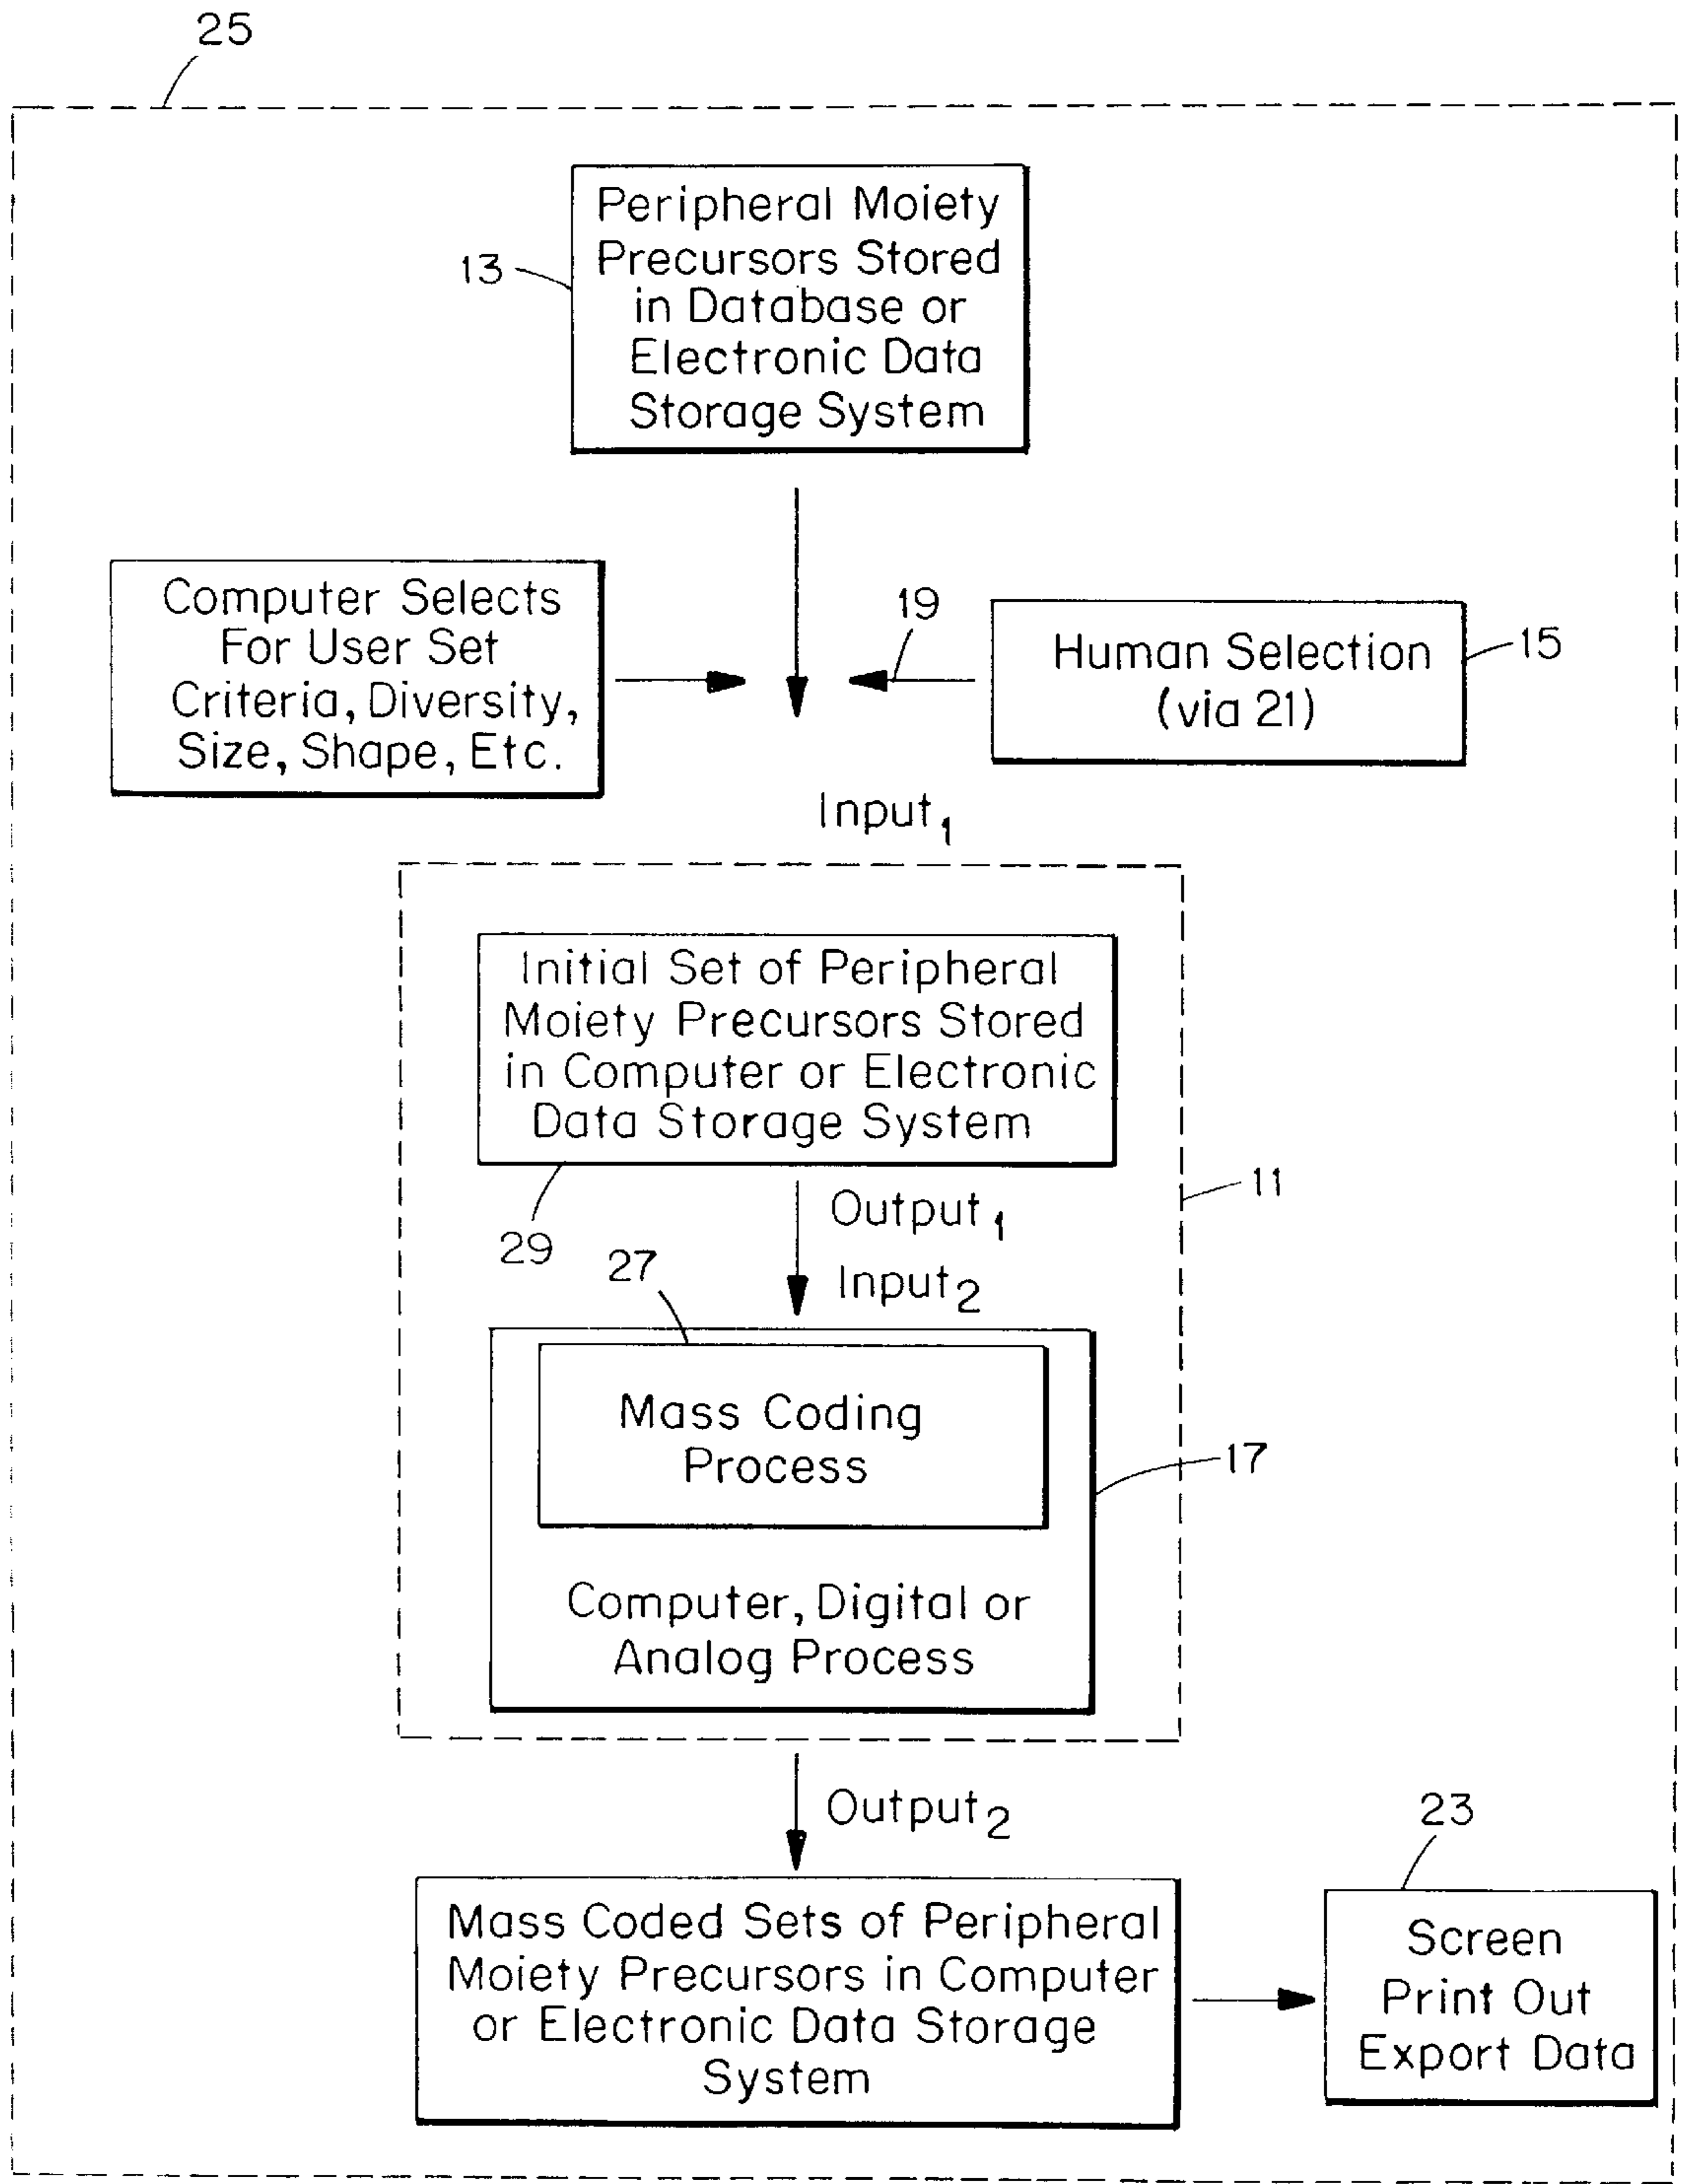 25
Peripheral Moiety
Precursors Stored
in Database or
Electronic Data
Storage System
13
Computer Selects
For User Set
Criteria, Diversity,
Size, Shape, Etc.
19
Human Selection
(via 21)
15
Input1
Initial Set of Peripheral
Moiety Precursors Stored
in Computer or Electronic
Data Storage System
29
11
Output1
Input2
27
Mass Coding
Process
17
Computer, Digital or
Analog Process
Output2
23
Mass Coded Sets of Peripheral
Moiety Precursors in Computer
or Electronic Data Storage
System
Screen
Print Out
Export Data